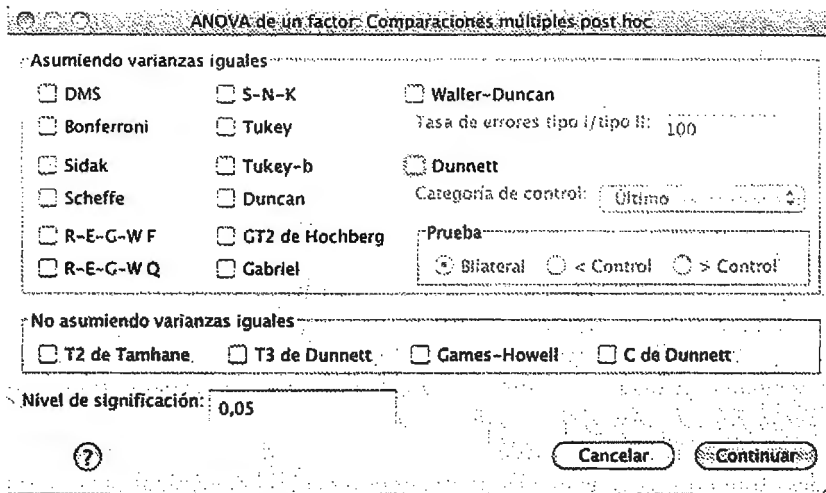 ANOVA de un factor: Comparaciones múltiples post hoc
Asumiendo varianzas iguales
DMS
S-N-K
Waller-Duncan
Bonferroni
Tukey
Tasa de errores tipo I/tipo II: 100
Sidak
Tukey-b
Dunnett
Scheffe
Duncan
Categoría de control: Último
R-E-G-W F
GT2 de Hochberg
Prueba
R-E-G-W Q
Gabriel
Bilateral < Control > Control
No asumiendo varianzas iguales
T2 de Tamhane
T3 de Dunnett
Games-Howell
C de Dunnett
Nivel de significación: 0,05
?
Cancelar
Continuar